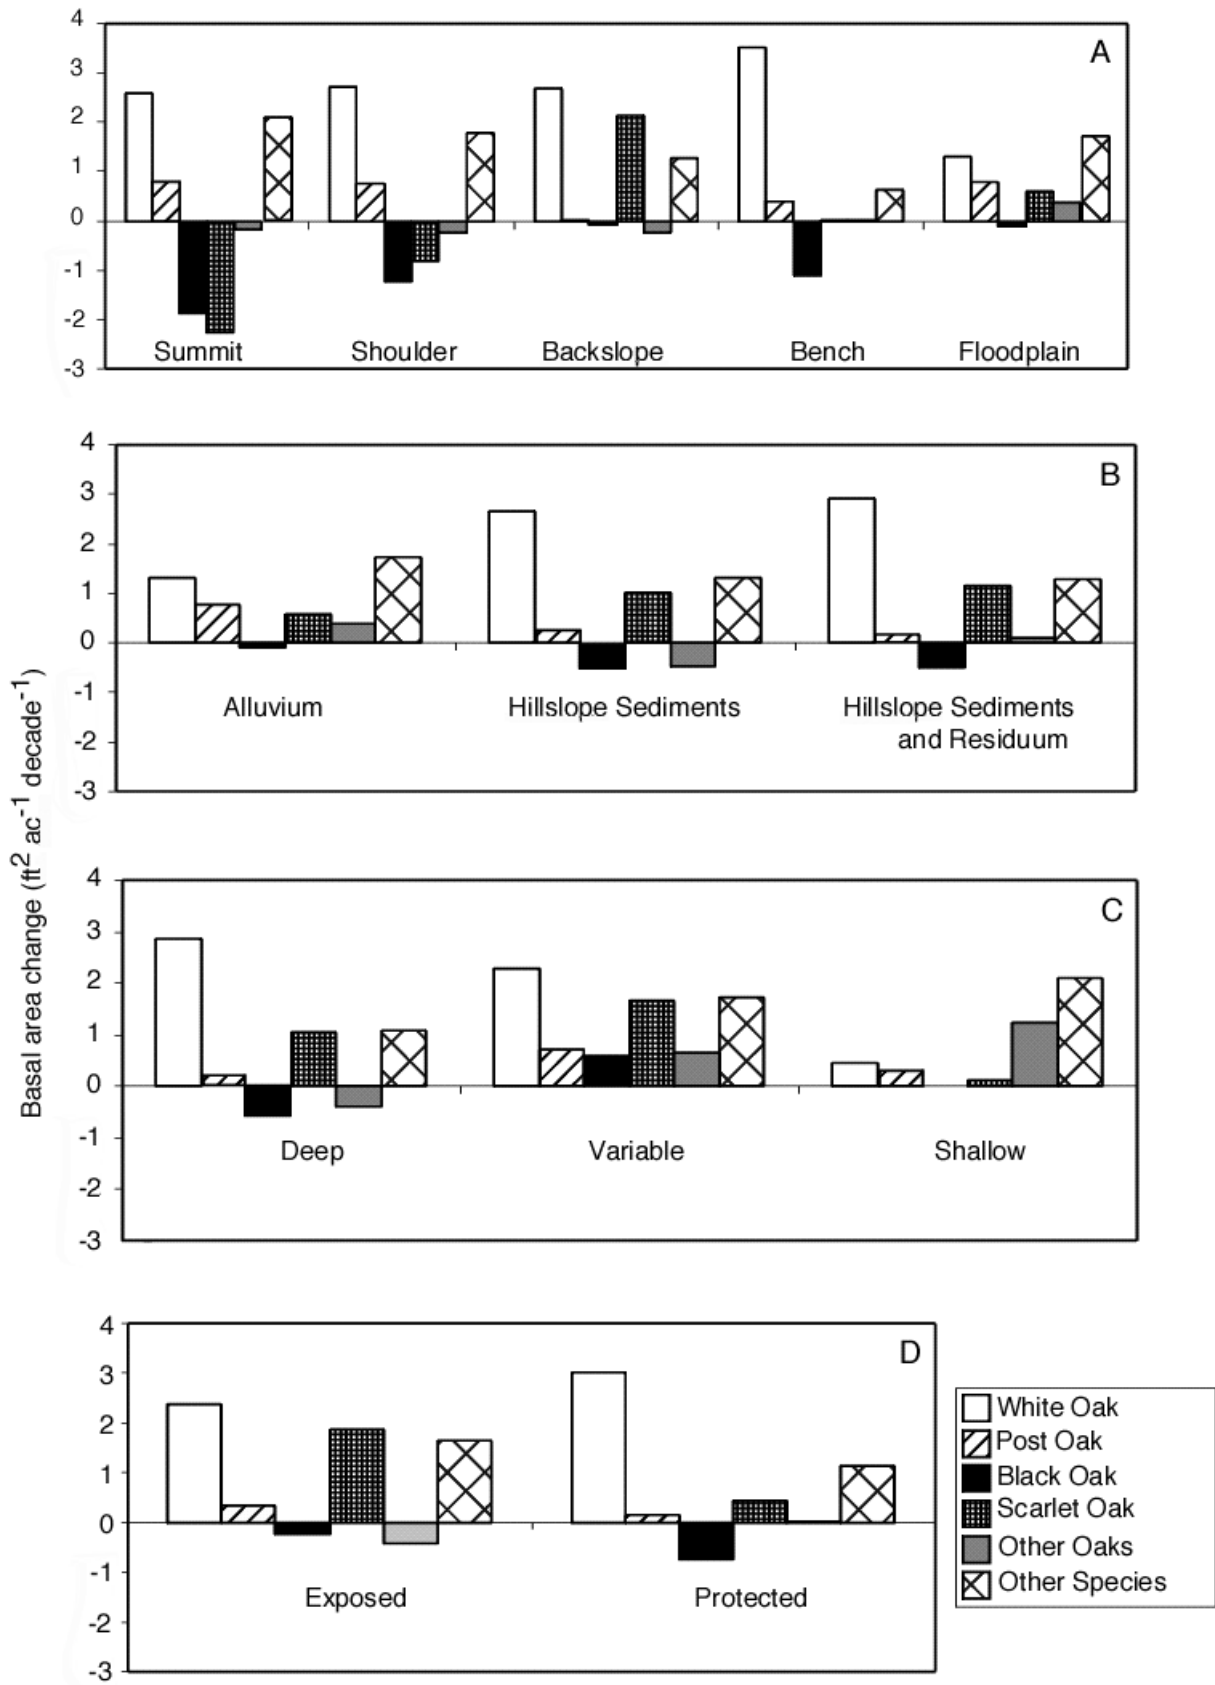 4
3
2
1
0
-1
-2
-3
A
Summit Shoulder Backslope Bench Floodplain
4
3
2
1
0
-1
-2
-3
B
Alluvium Hillslope Sediments Hillslope Sediments
and Residuum
Basal area change (ft² ac⁻¹ decade⁻¹)
4
3
2
1
0
-1
-2
-3
C
Deep Variable Shallow
4
3
2
1
0
-1
-2
-3
D
Exposed Protected
White Oak
Post Oak
Black Oak
Scarlet Oak
Other Oaks
Other Species